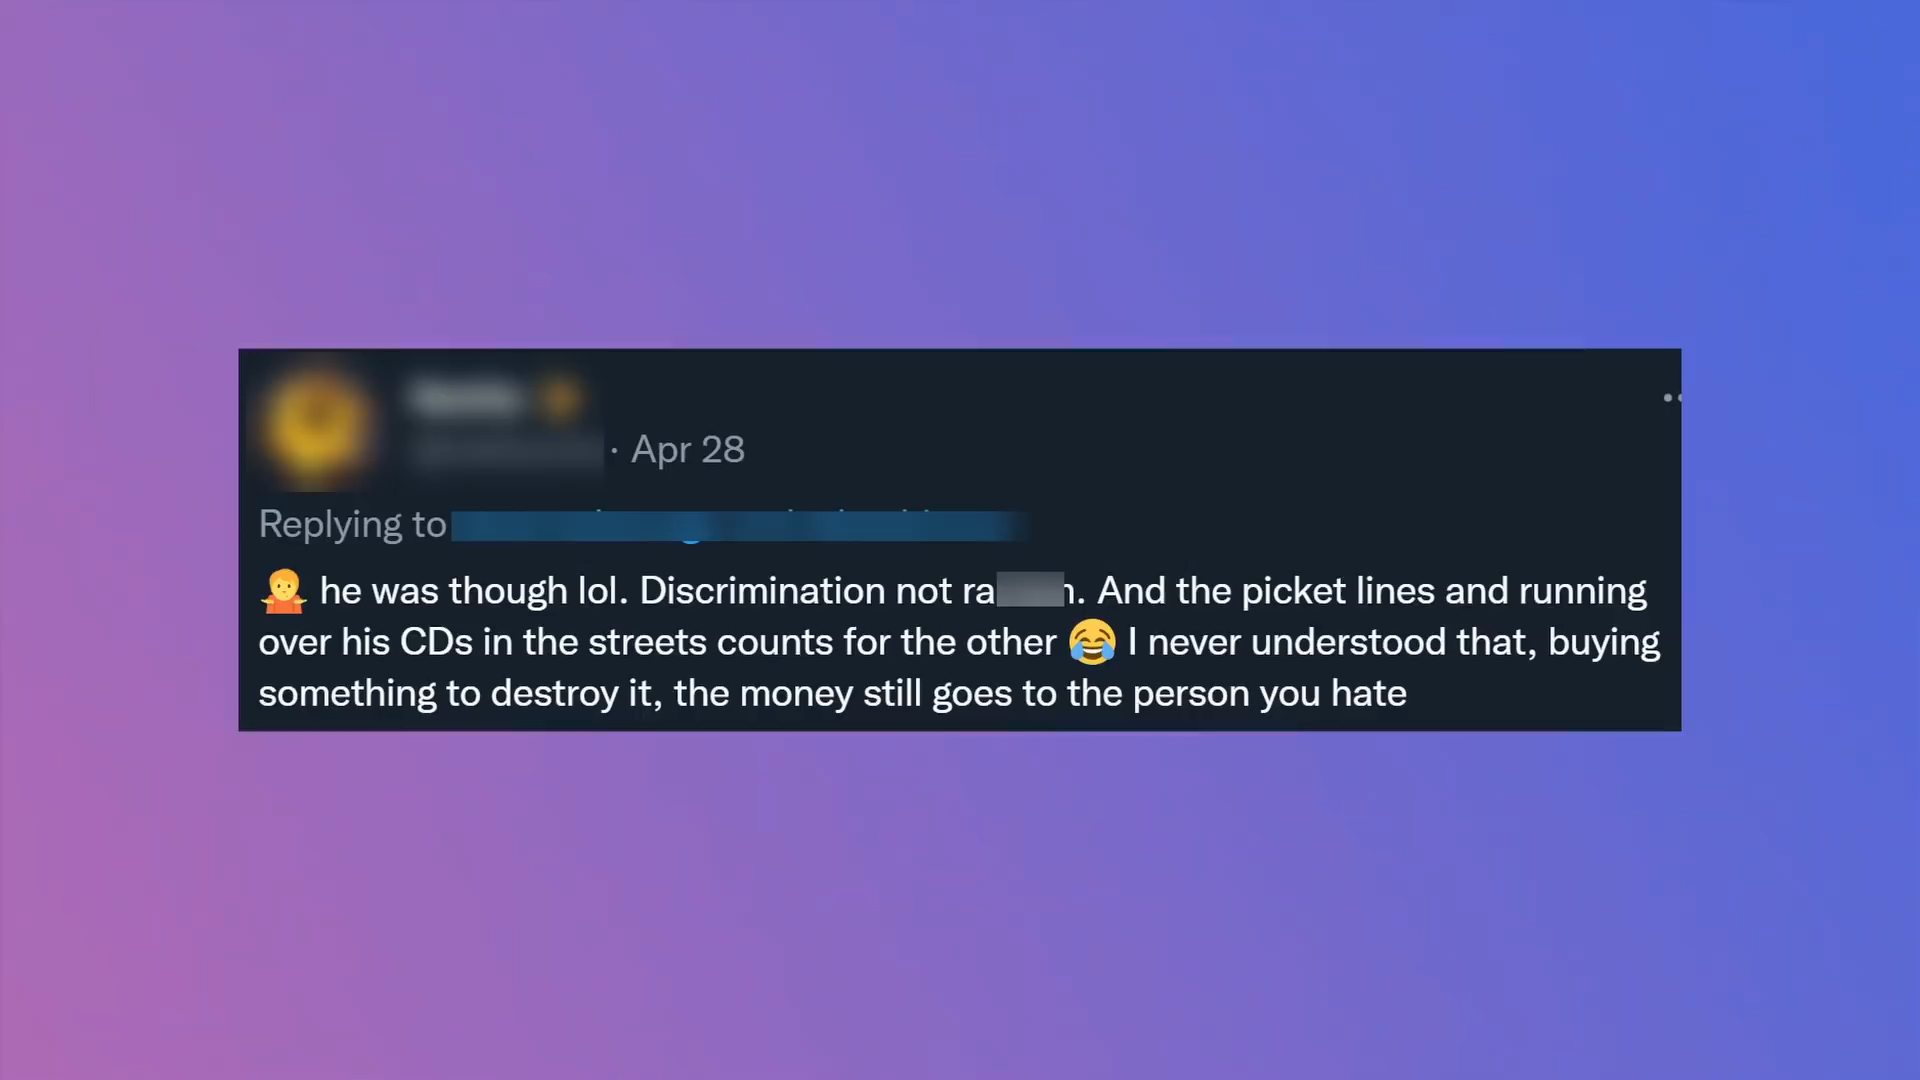 · Apr 28
Replying to
🤷 he was though lol. Discrimination not ra n. And the picket lines and running
over his CDs in the streets counts for the other 😂 I never understood that, buying
something to destroy it, the money still goes to the person you hate